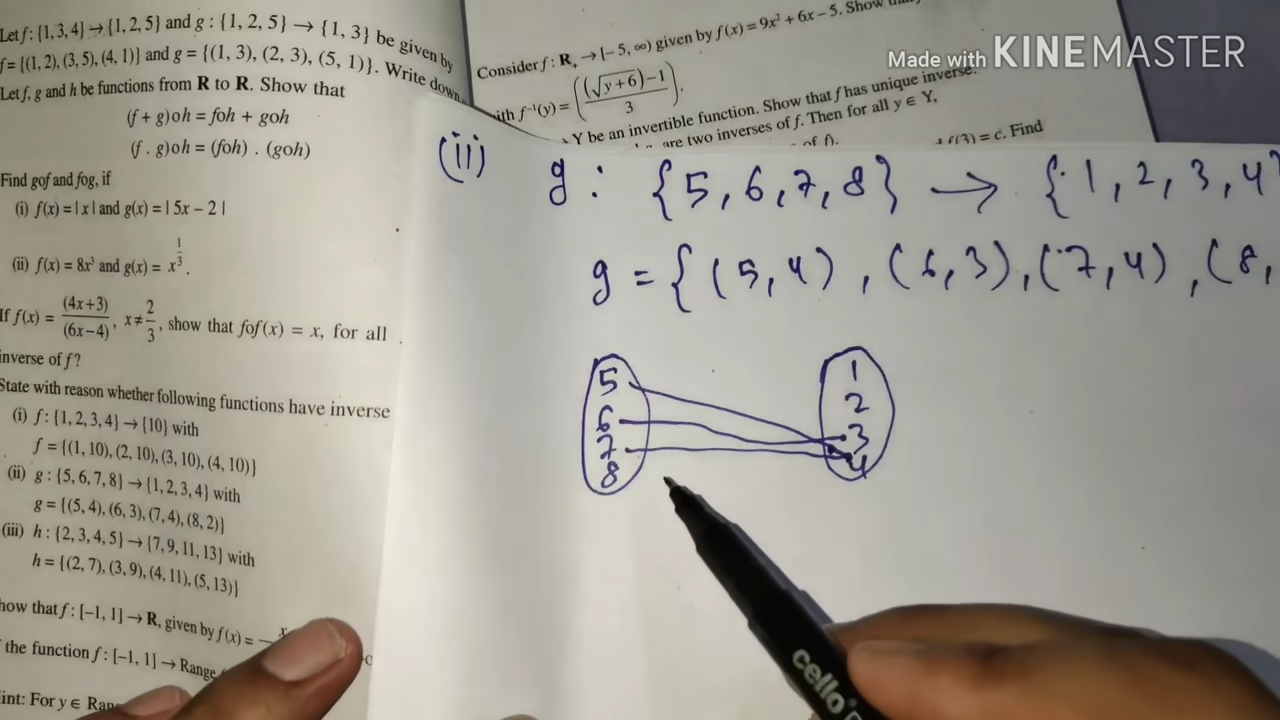 Let f : {1, 3, 4} → {1, 2, 5} and g : {1, 2, 5} → {1, 3} be given by
f = {(1, 2), (3, 5), (4, 1)} and g = {(1, 3), (2, 3), (5, 1)}. Write down
Let f, g and h be functions from R to R. Show that
(f + g)oh = foh + goh
(f . g)oh = (foh) . (goh)
Find gof and fog, if
(i) f(x) = | x | and g(x) = | 5x – 2 |
(ii) f(x) = 8x³ and g(x) = x^(1/3).
If f(x) = (4x+3)/(6x–4), x ≠ 2/3, show that fof(x) = x, for all
inverse of f?
State with reason whether following functions have inverse
(i) f : {1, 2, 3, 4} → {10} with
f = {(1, 10), (2, 10), (3, 10), (4, 10)}
(ii) g : {5, 6, 7, 8} → {1, 2, 3, 4} with
g = {(5, 4), (6, 3), (7, 4), (8, 2)}
(iii) h : {2, 3, 4, 5} → {7, 9, 11, 13} with
h = {(2, 7), (3, 9), (4, 11), (5, 13)}
how that f : [–1, 1] → R, given by f(x) =
the function f : [–1, 1] → Range
int: For y ∈ Ran
Consider f : R₊ → [– 5, ∞) given by f(x) = 9x² + 6x – 5. Show
ith f⁻¹(y) = ((√y + 6) – 1)/3).
Y be an invertible function. Show that f has unique inverse.
are two inverses of f. Then for all y ∈ Y,
of f).
f(3) = c. Find
Made with KINEMASTER
(ii) g : {5, 6, 7, 8} → {1, 2, 3, 4}
g = {(5, 4), (6, 3), (7, 4), (8,
5 1
6 2
7 3
8 4
cello